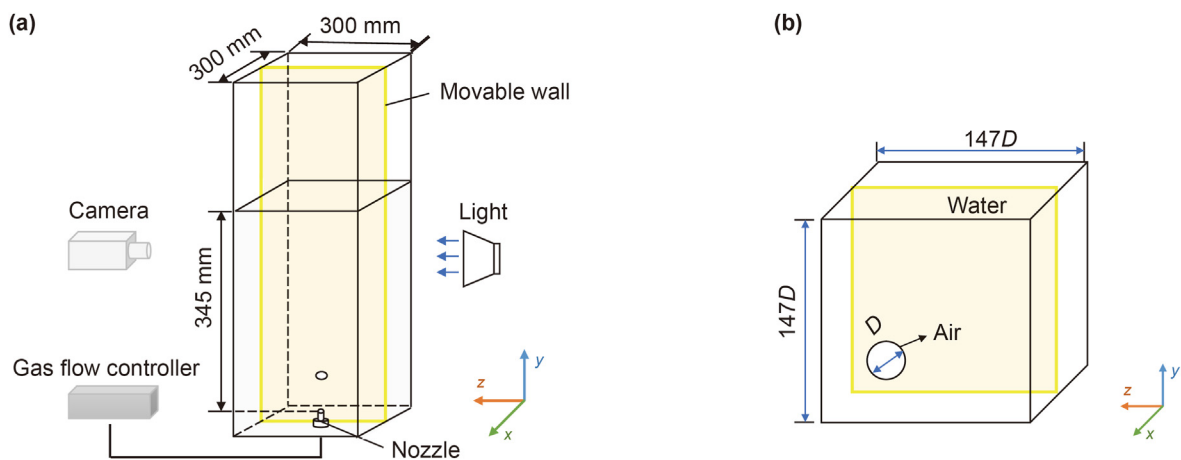 (a)
300 mm
300 mm
Movable wall
Camera
Light
345 mm
Gas flow controller
y
z
x
Nozzle
(b)
147D
Water
147D
D
Air
y
z
x